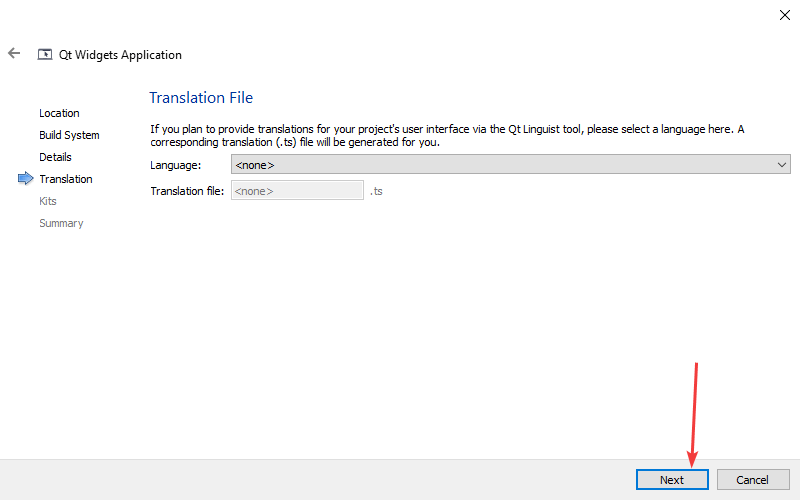 Qt Widgets Application
Location
Build System
Details
Translation
Kits
Summary
Translation File
If you plan to provide translations for your project's user interface via the Qt Linguist tool, please select a language here. A
corresponding translation (.ts) file will be generated for you.
Language: <none>
Translation file: <none> .ts
Next Cancel